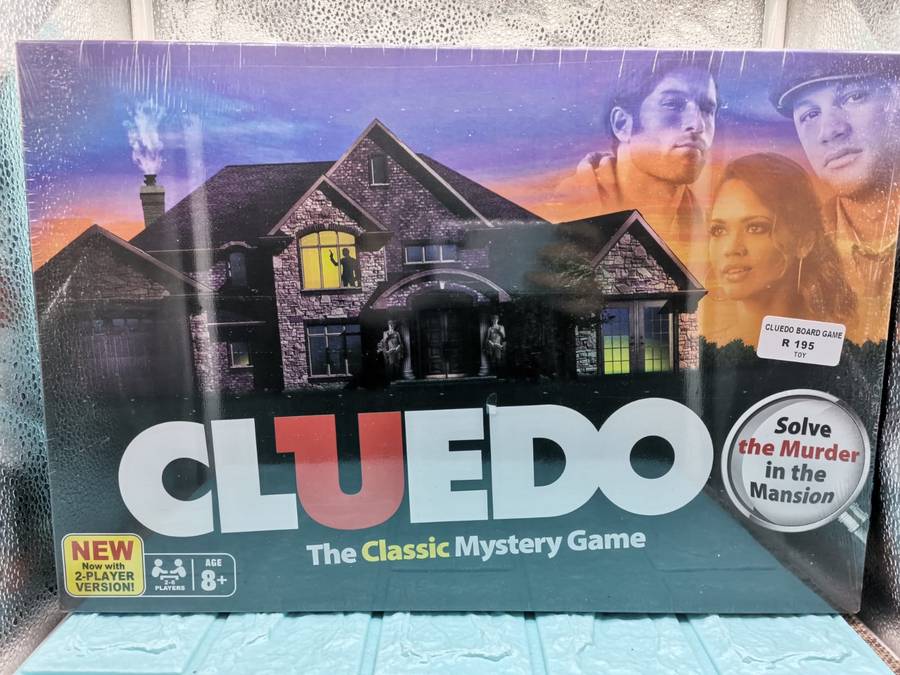 CLUEDO BOARD GAME
R 195
TOY
CLUEDO
Solve
the Murder
in the
Mansion
The Classic Mystery Game
NEW
Now with
2-PLAYER
VERSION!
2-6
PLAYERS
AGE
8+